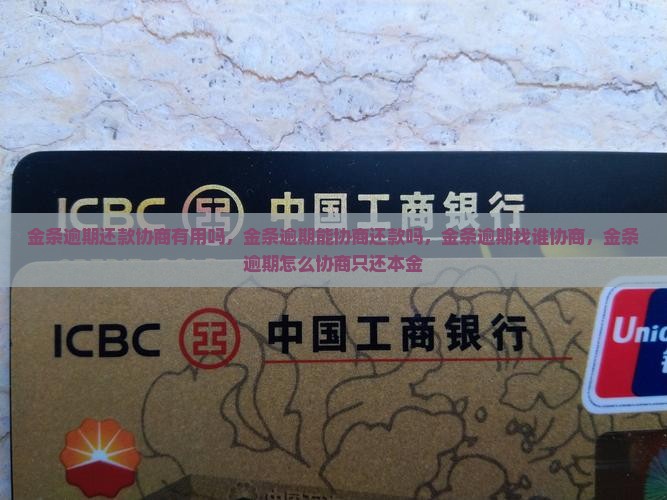 ICBC 中国工商银行
金条逾期还款协商有用吗，金条逾期能协商还款吗，金条逾期找谁协商，金条
逾期怎么协商只还本金
ICBC 中国工商银行